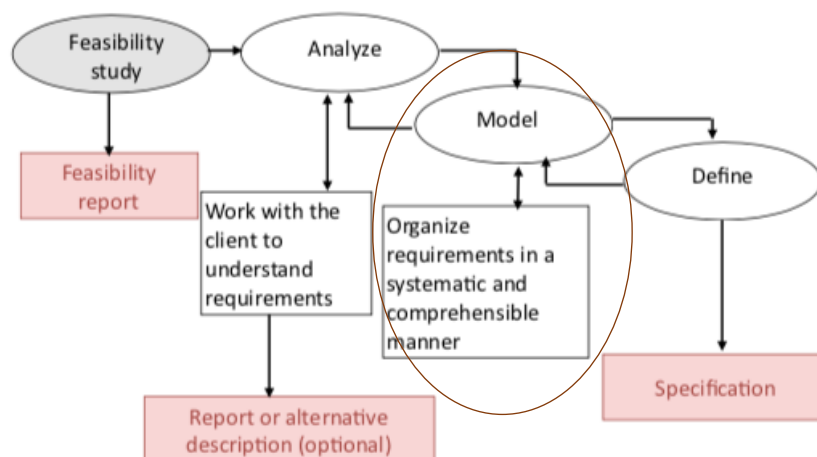 Feasibility
study
Analyze
Model
Define
Feasibility
report
Work with the
client to
understand
requirements
Organize
requirements in a
systematic and
comprehensible
manner
Specification
Report or alternative
description (optional)